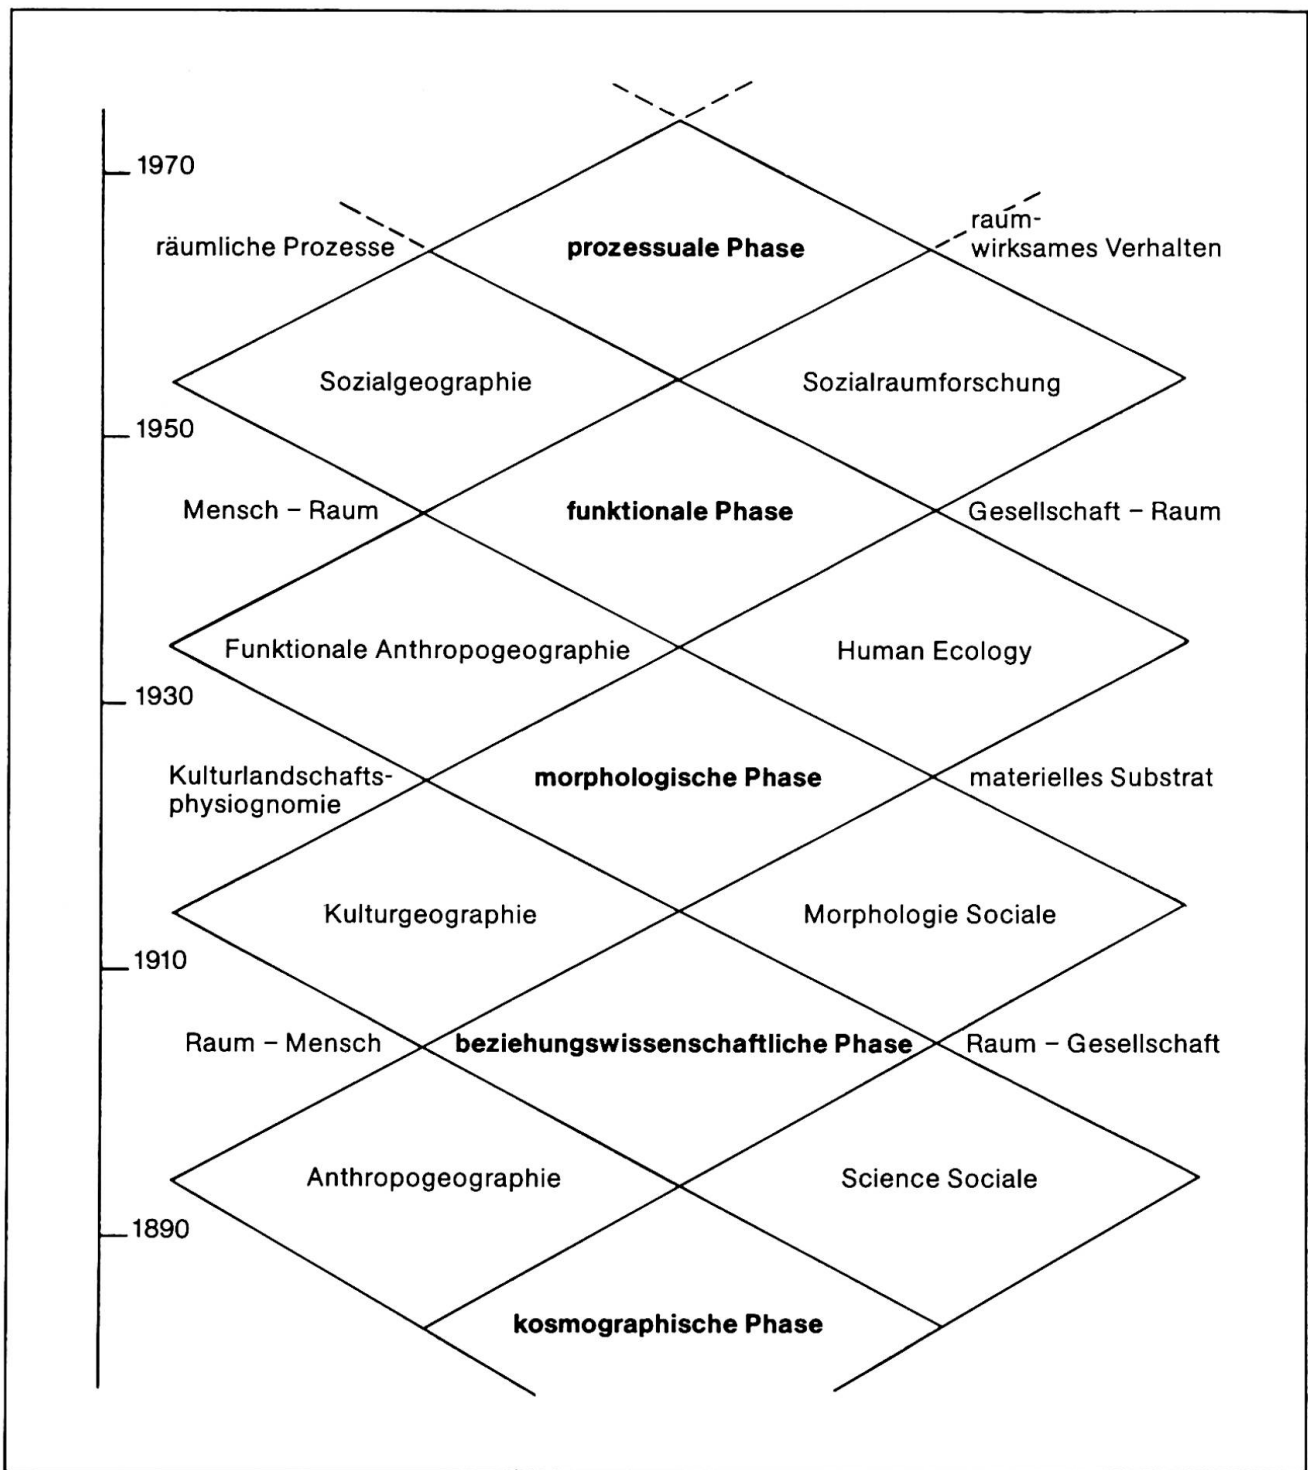 1970
räumliche Prozesse
prozessuale Phase
raum-
wirksames Verhalten
Sozialgeographie
Sozialraumforschung
1950
Mensch – Raum
funktionale Phase
Gesellschaft – Raum
Funktionale Anthropogeographie
Human Ecology
1930
Kulturlandschafts-
physiognomie
morphologische Phase
materielles Substrat
Kulturgeographie
Morphologie Sociale
1910
Raum – Mensch
beziehungswissenschaftliche Phase
Raum – Gesellschaft
Anthropogeographie
Science Sociale
1890
kosmographische Phase